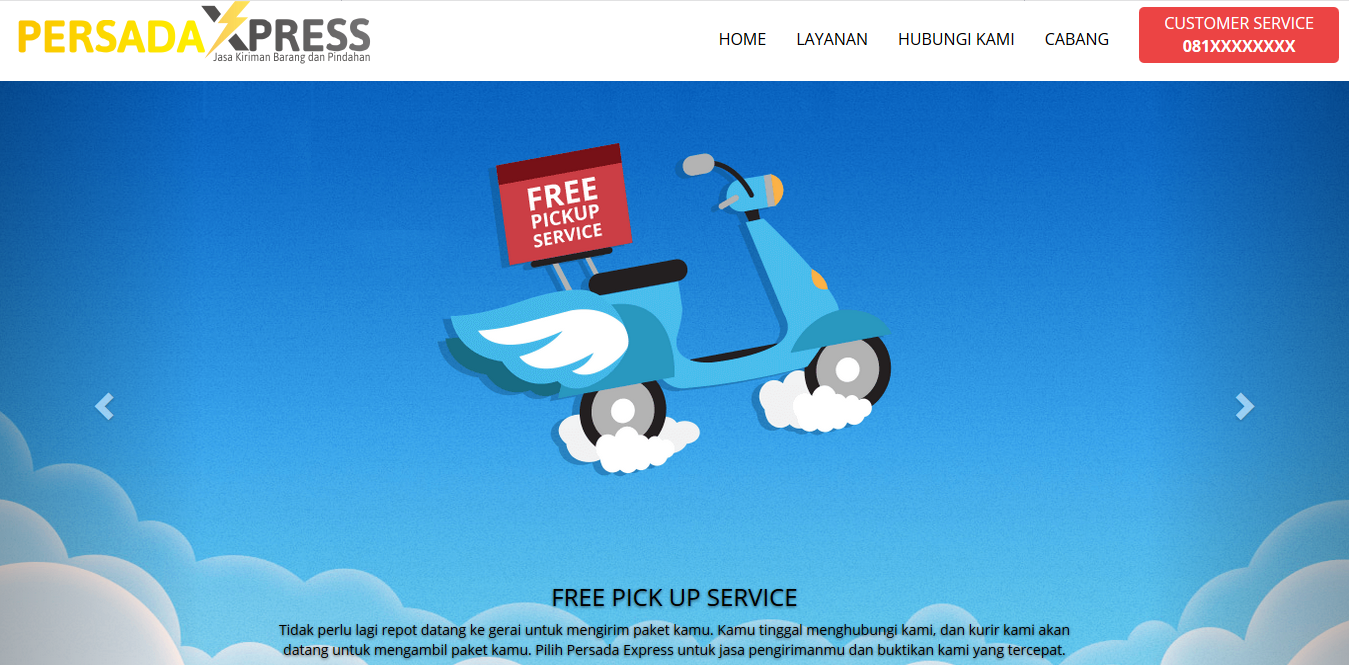 PERSADAXPRESS
Jasa Kiriman Barang dan Pindahan
HOME LAYANAN HUBUNGI KAMI CABANG
CUSTOMER SERVICE
081XXXXXXXX
FREE
PICKUP
SERVICE
FREE PICK UP SERVICE
Tidak perlu lagi repot datang ke gerai untuk mengirim paket kamu. Kamu tinggal menghubungi kami, dan kurir kami akan
datang untuk mengambil paket kamu. Pilih Persada Express untuk jasa pengirimanmu dan buktikan kami yang tercepat.